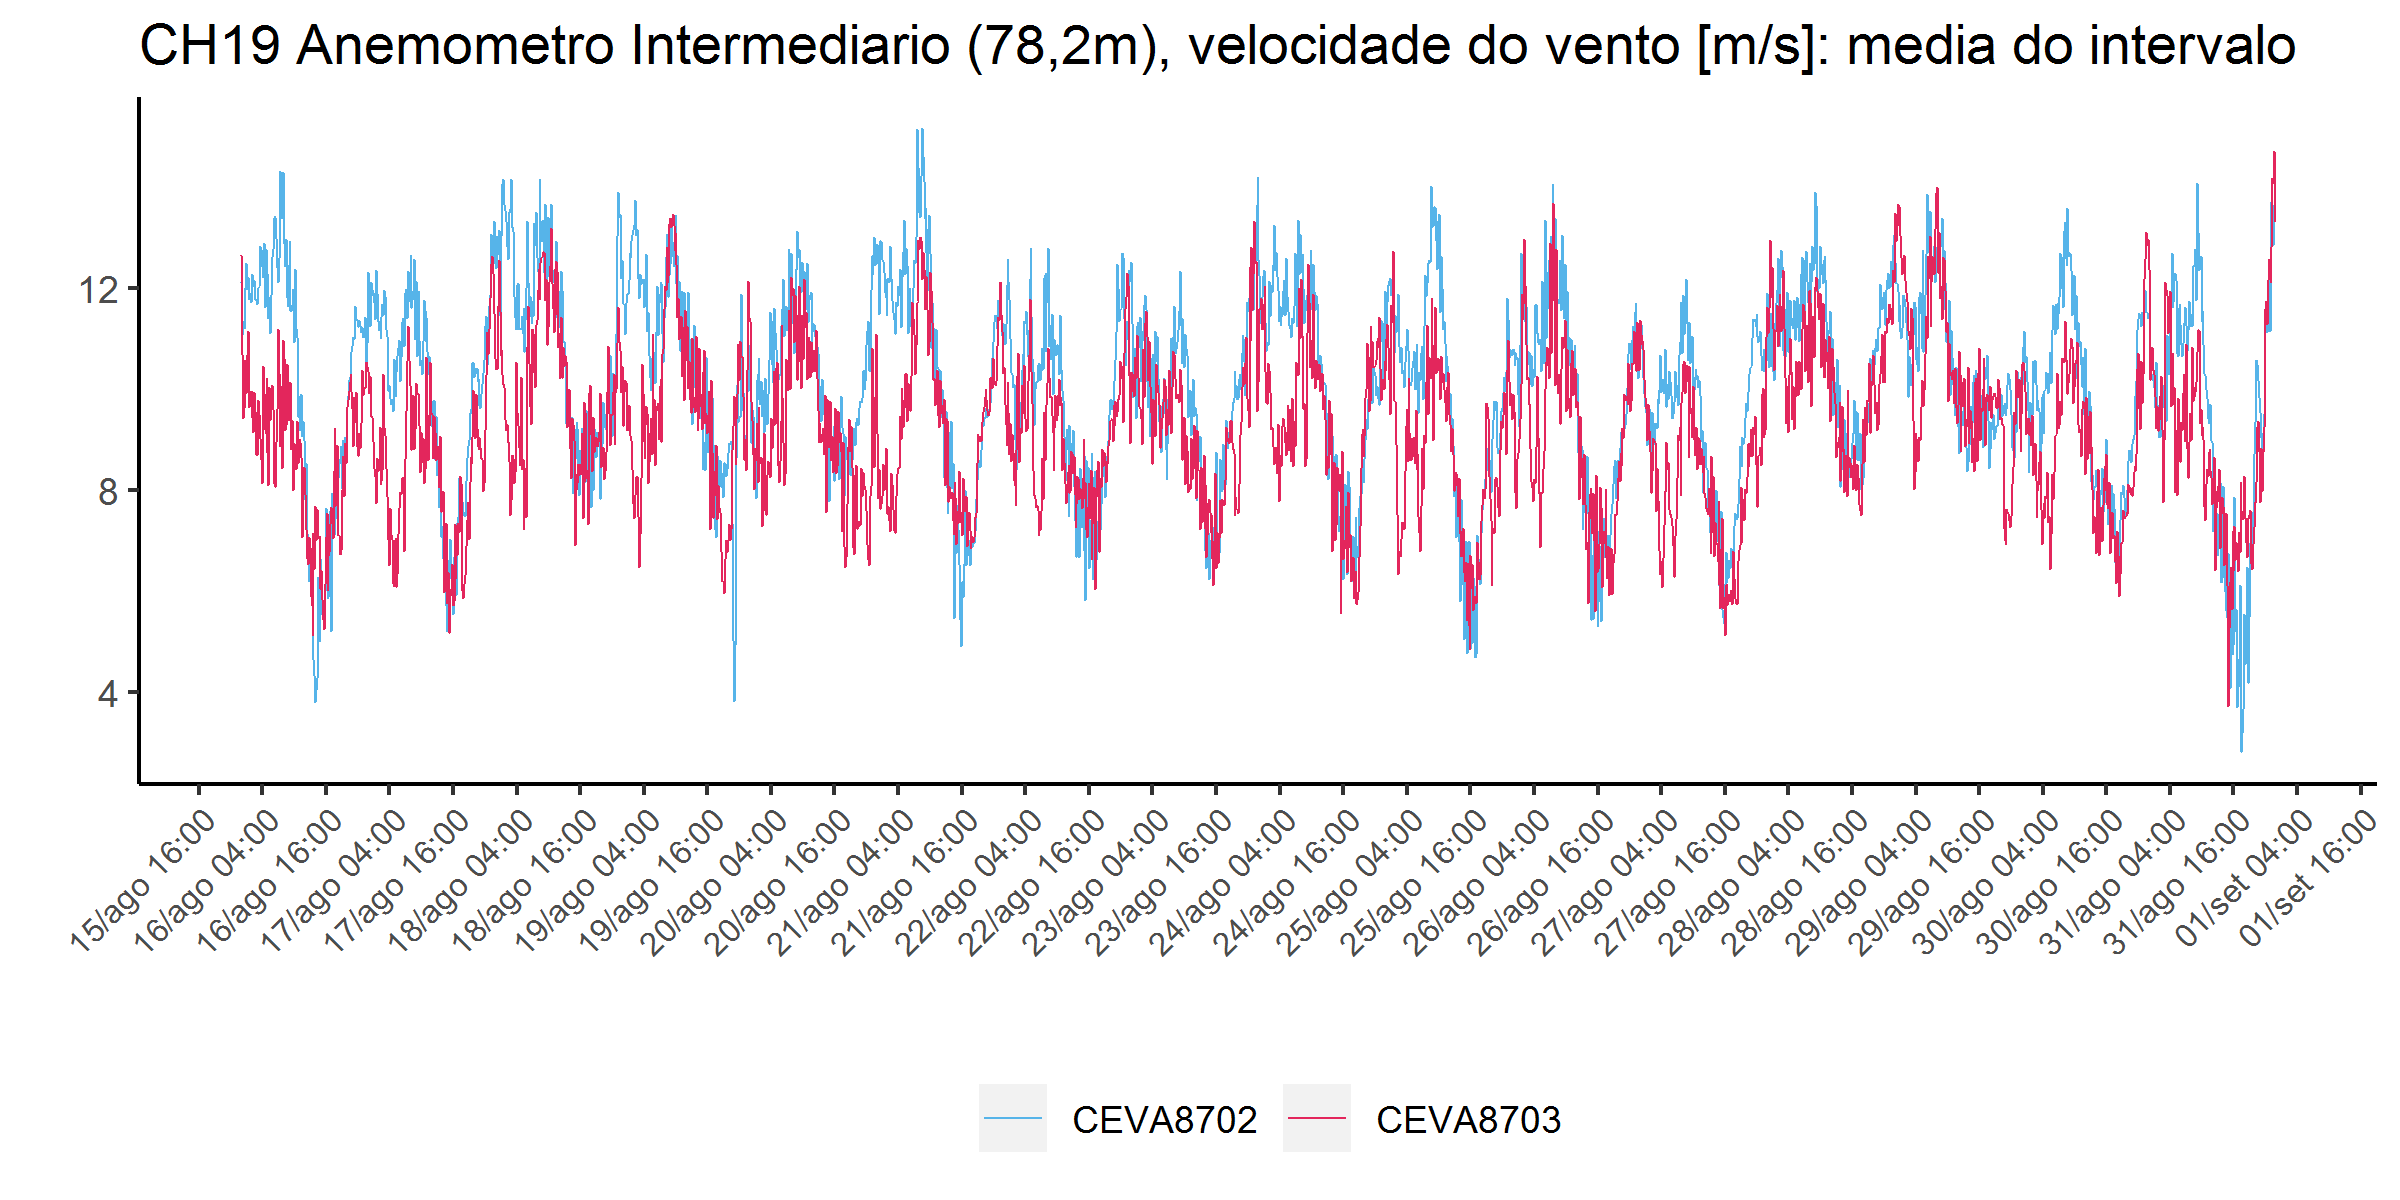 CH19 Anemometro Intermediario (78,2m), velocidade do vento [m/s]: media do intervalo
12
8
4
15/ago 16:00
16/ago 04:00
16/ago 16:00
17/ago 04:00
17/ago 16:00
18/ago 04:00
18/ago 16:00
19/ago 04:00
19/ago 16:00
20/ago 04:00
20/ago 16:00
21/ago 04:00
21/ago 16:00
22/ago 04:00
22/ago 16:00
23/ago 04:00
23/ago 16:00
24/ago 04:00
24/ago 16:00
25/ago 04:00
25/ago 16:00
26/ago 04:00
26/ago 16:00
27/ago 04:00
27/ago 16:00
28/ago 04:00
28/ago 16:00
29/ago 04:00
29/ago 16:00
30/ago 04:00
30/ago 16:00
31/ago 04:00
31/ago 16:00
01/set 04:00
01/set 16:00
CEVA8702
CEVA8703